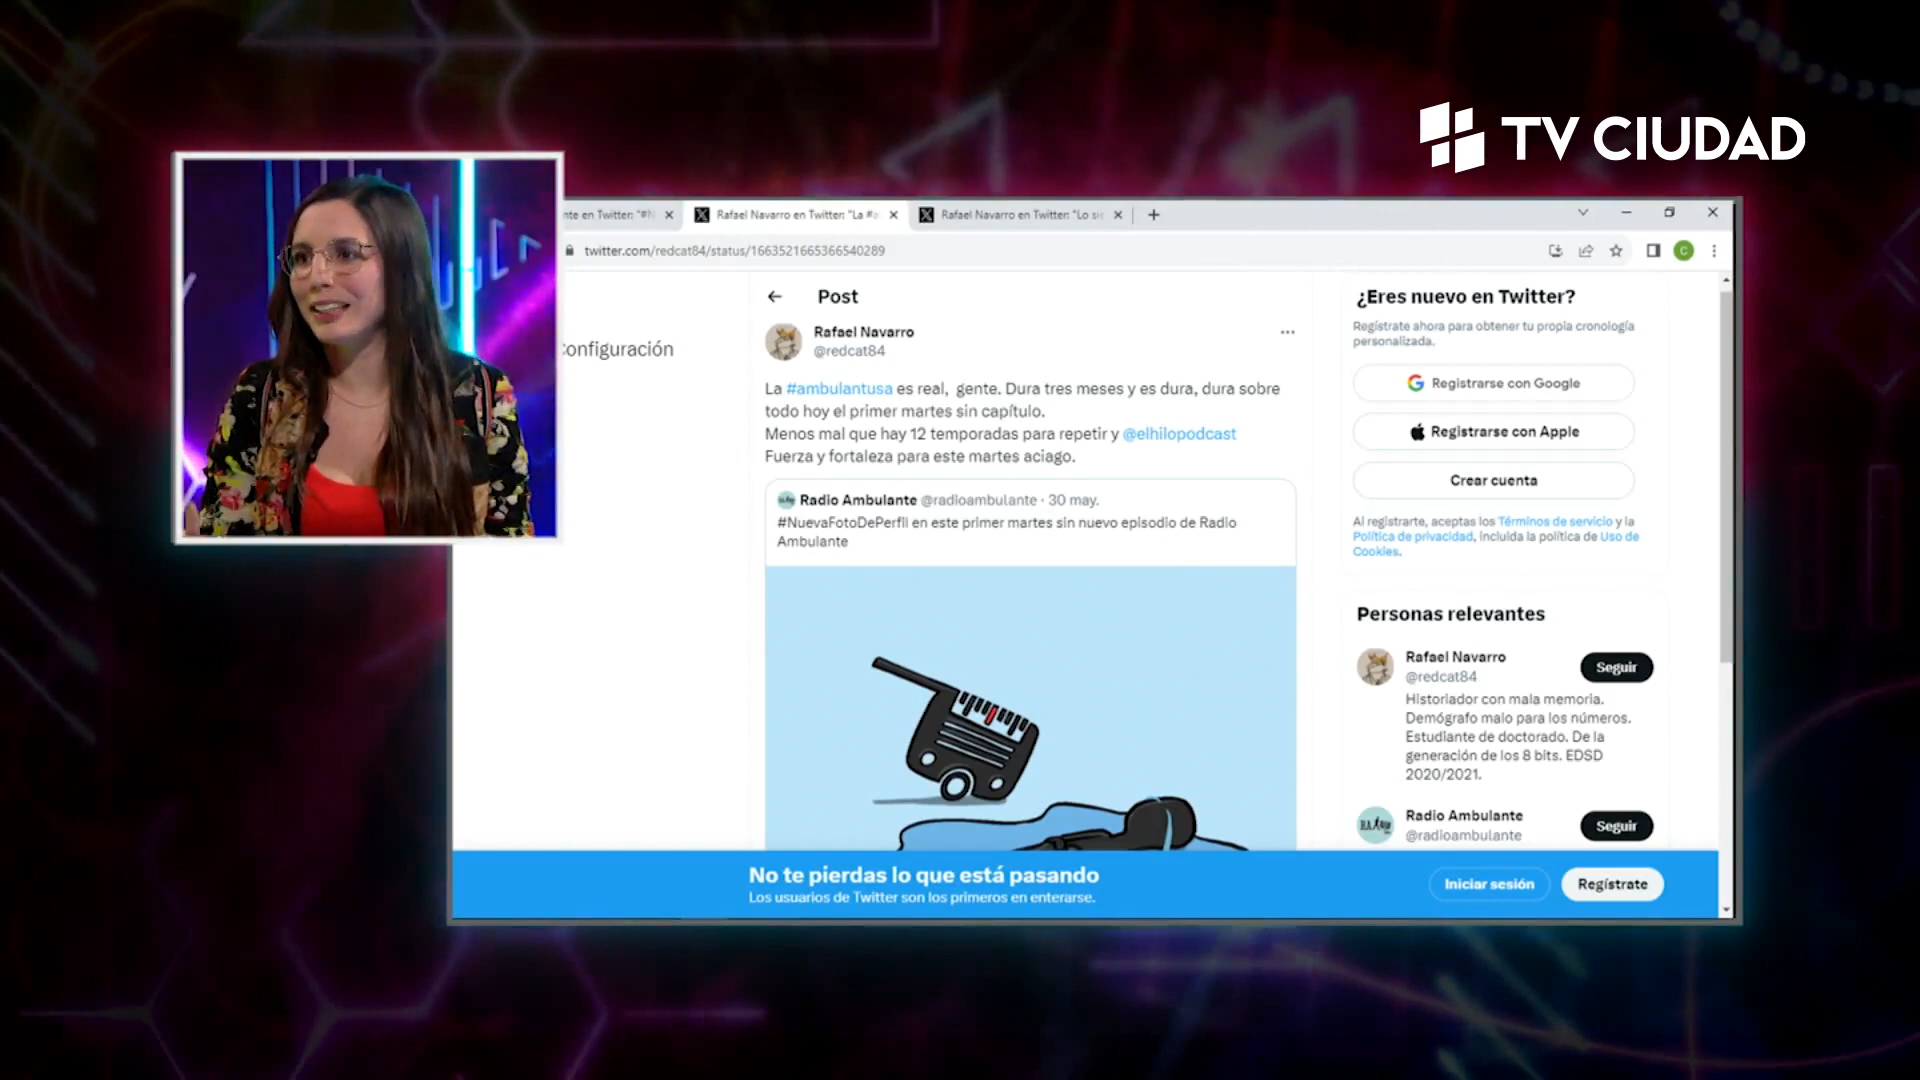 TV CIUDAD
nte en Twitter: "#N
Rafael Navarro en Twitter: "La #a
Rafael Navarro en Twitter: "Lo si
twitter.com/redcat84/status/1663521665366540289
C
Post
Rafael Navarro
@redcat84
Configuración
La #ambulantusa es real, gente. Dura tres meses y es dura, dura sobre
todo hoy el primer martes sin capítulo.
Menos mal que hay 12 temporadas para repetir y @elhilopodcast
Fuerza y fortaleza para este martes aciago.
Radio Ambulante @radioambulante · 30 may.
#NuevaFotoDePerfil en este primer martes sin nuevo episodio de Radio
Ambulante
¿Eres nuevo en Twitter?
Regístrate ahora para obtener tu propia cronología
personalizada.
Registrarse con Google
Registrarse con Apple
Crear cuenta
Al registrarte, aceptas los Términos de servicio y la
Política de privacidad, incluida la política de Uso de
Cookies.
Personas relevantes
Rafael Navarro
@redcat84
Seguir
Historiador con mala memoria.
Demógrafo malo para los números.
Estudiante de doctorado. De la
generación de los 8 bits. EDSD
2020/2021.
Radio Ambulante
@radioambulante
Seguir
No te pierdas lo que está pasando
Los usuarios de Twitter son los primeros en enterarse.
Iniciar sesión
Regístrate